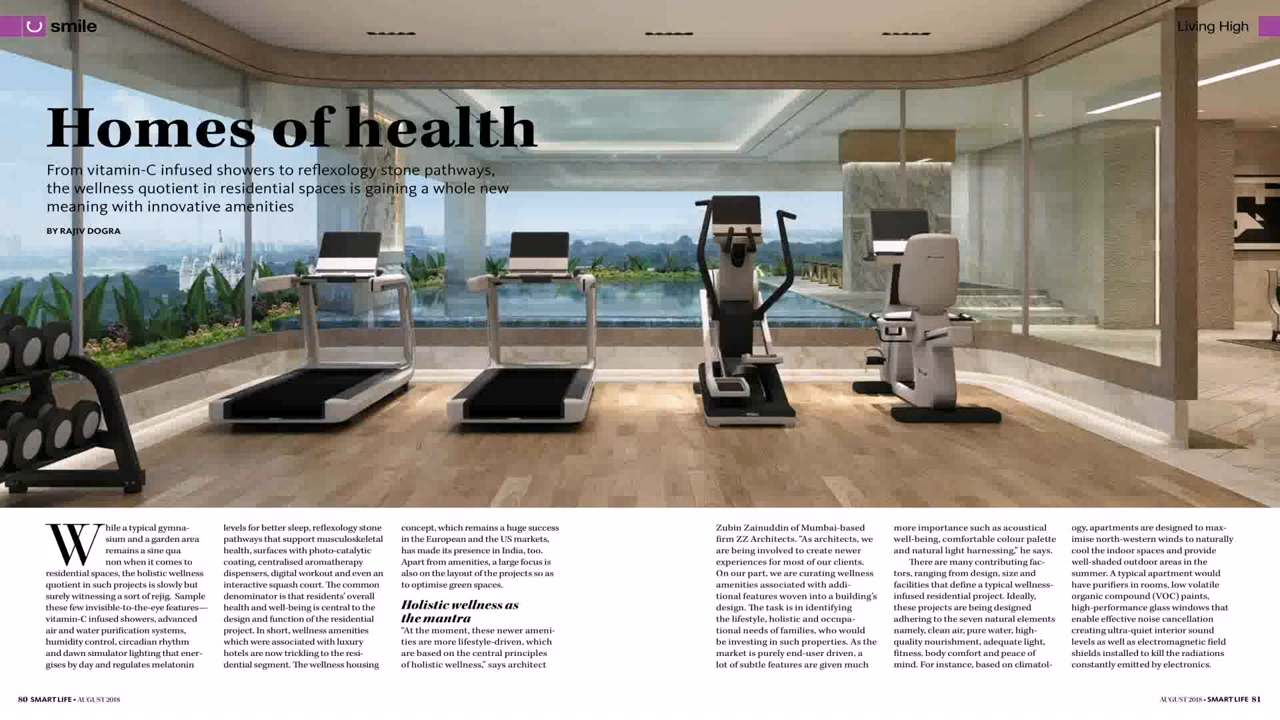 smile
Living High
Homes of health
From vitamin-C infused showers to reflexology stone pathways,
the wellness quotient in residential spaces is gaining a whole new
meaning with innovative amenities
BY RAJIV DOGRA
While a typical gymna-
sium and a garden area
remains a sine qua
non when it comes to
residential spaces, the holistic wellness
quotient in such projects is slowly but
surely witnessing a sort of rejig. Sample
these few invisible-to-the-eye features—
vitamin-C infused showers, advanced
air and water purification systems,
humidity control, circadian rhythm
and dawn simulator lighting that ener-
gises by day and regulates melatonin
levels for better sleep, reflexology stone
pathways that support musculoskeletal
health, surfaces with photo-catalytic
coating, centralised aromatherapy
dispensers, digital workout and even an
interactive squash court. The common
denominator is that residents' overall
health and well-being is central to the
design and function of the residential
project. In short, wellness amenities
which were associated with luxury
hotels are now trickling to the resi-
dential segment. The wellness housing
concept, which remains a huge success
in the European and the US markets,
has made its presence in India, too.
Apart from amenities, a large focus is
also on the layout of the projects so as
to optimise green spaces.
Holistic wellness as
the mantra
"At the moment, these newer ameni-
ties are more lifestyle-driven, which
are based on the central principles
of holistic wellness," says architect
Zubin Zainuddin of Mumbai-based
firm ZZ Architects. "As architects, we
are being involved to create newer
experiences for most of our clients.
On our part, we are curating wellness
amenities associated with addi-
tional features woven into a building's
design. The task is in identifying
the lifestyle, holistic and occupa-
tional needs of families, who would
be investing in such properties. As the
market is purely end-user driven, a
lot of subtle features are given much
more importance such as acoustical
well-being, comfortable colour palette
and natural light harnessing," he says.
There are many contributing fac-
tors, ranging from design, size and
facilities that define a typical wellness-
infused residential project. Ideally,
these projects are being designed
adhering to the seven natural elements
namely, clean air, pure water, high-
quality nourishment, adequate light,
fitness, body comfort and peace of
mind. For instance, based on climatol-
ogy, apartments are designed to max-
imise north-western winds to naturally
cool the indoor spaces and provide
well-shaded outdoor areas in the
summer. A typical apartment would
have purifiers in rooms, low volatile
organic compound (VOC) paints,
high-performance glass windows that
enable effective noise cancellation
creating ultra-quiet interior sound
levels as well as electromagnetic field
shields installed to kill the radiations
constantly emitted by electronics.
80 SMART LIFE • AUGUST 2018
AUGUST 2018 • SMART LIFE 81